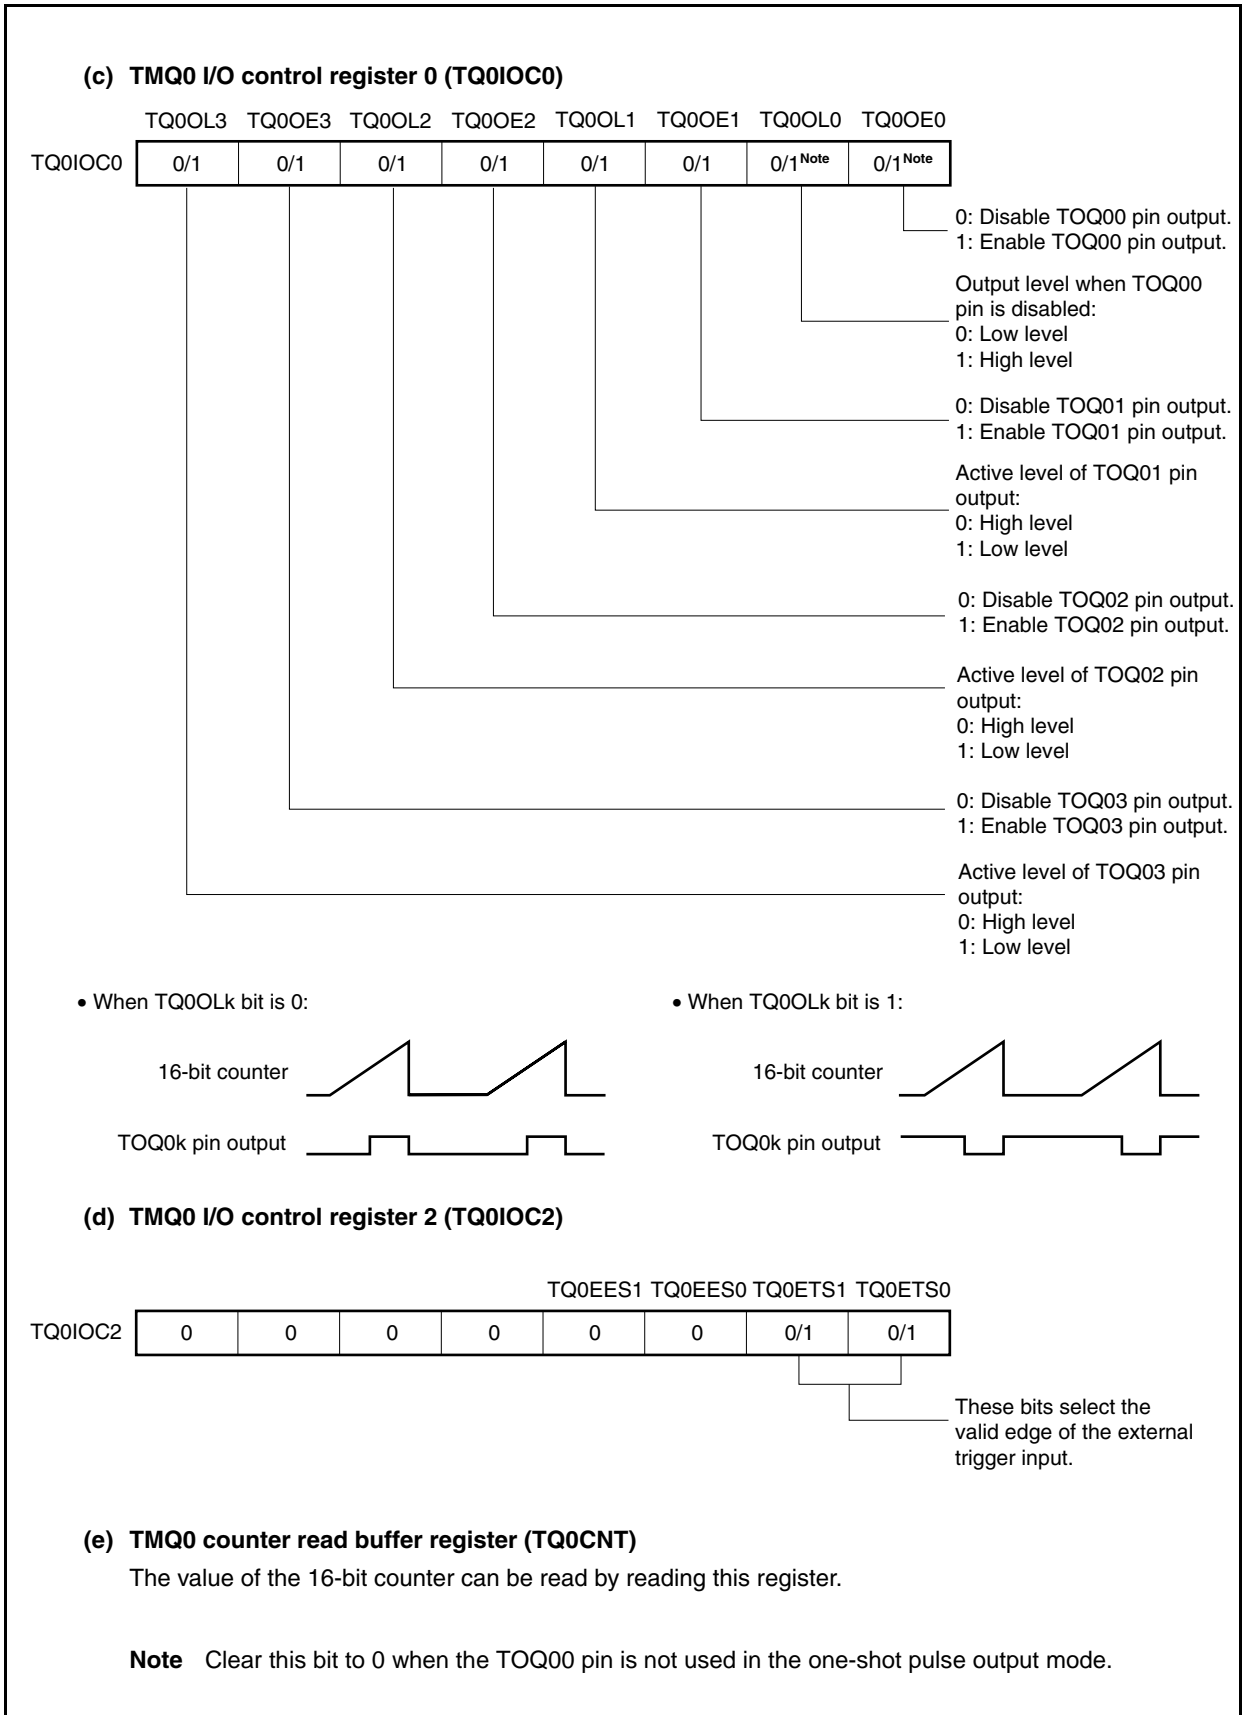 (c) TMQ0 I/O control register 0 (TQ0IOC0)
TQ0OL3 TQ0OE3 TQ0OL2 TQ0OE2 TQ0OL1 TQ0OE1 TQ0OL0 TQ0OE0
TQ0IOC0 0/1 0/1 0/1 0/1 0/1 0/1 0/1Note 0/1Note
0: Disable TOQ00 pin output.
1: Enable TOQ00 pin output.
Output level when TOQ00
pin is disabled:
0: Low level
1: High level
0: Disable TOQ01 pin output.
1: Enable TOQ01 pin output.
Active level of TOQ01 pin
output:
0: High level
1: Low level
0: Disable TOQ02 pin output.
1: Enable TOQ02 pin output.
Active level of TOQ02 pin
output:
0: High level
1: Low level
0: Disable TOQ03 pin output.
1: Enable TOQ03 pin output.
Active level of TOQ03 pin
output:
0: High level
1: Low level
• When TQ0OLk bit is 0:
16-bit counter
TOQ0k pin output
• When TQ0OLk bit is 1:
16-bit counter
TOQ0k pin output
(d) TMQ0 I/O control register 2 (TQ0IOC2)
TQ0EES1 TQ0EES0 TQ0ETS1 TQ0ETS0
TQ0IOC2 0 0 0 0 0 0 0/1 0/1
These bits select the
valid edge of the external
trigger input.
(e) TMQ0 counter read buffer register (TQ0CNT)
The value of the 16-bit counter can be read by reading this register.
Note Clear this bit to 0 when the TOQ00 pin is not used in the one-shot pulse output mode.